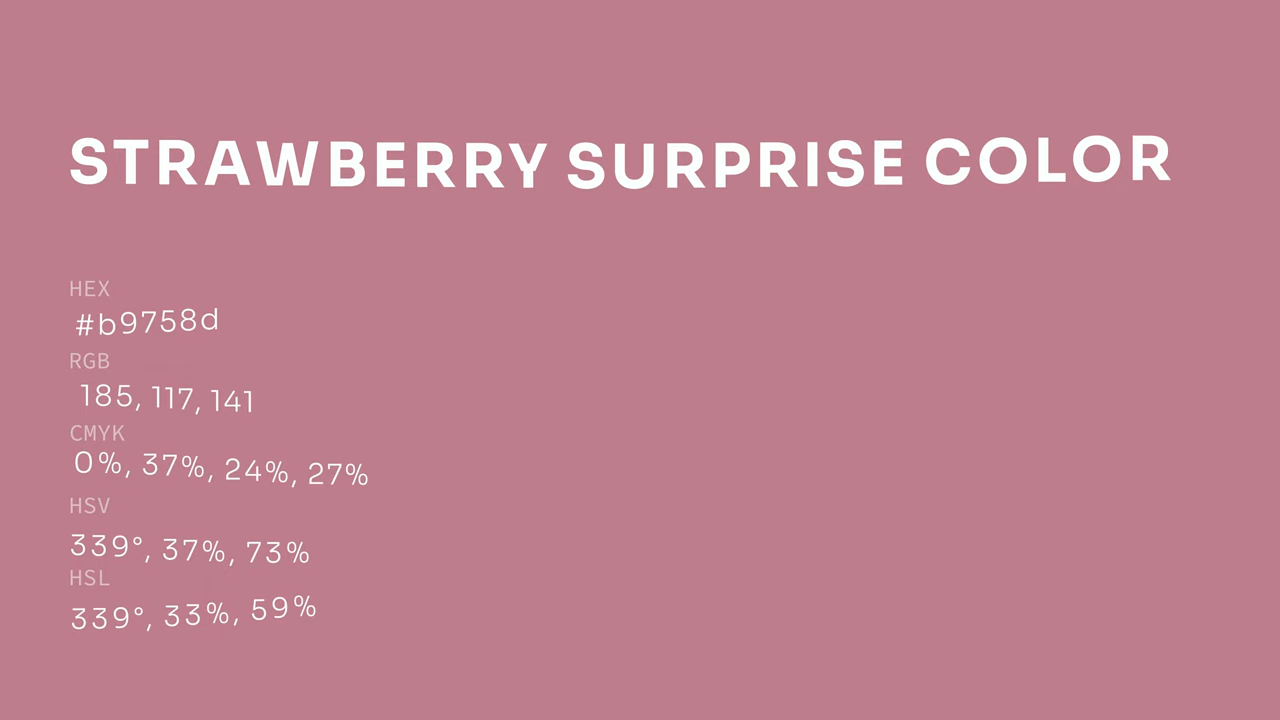 STRAWBERRY SURPRISE COLOR
HEX
#b9758d
RGB
185, 117, 141
CMYK
0%, 37%, 24%, 27%
HSV
339°, 37%, 73%
HSL
339°, 33%, 59%